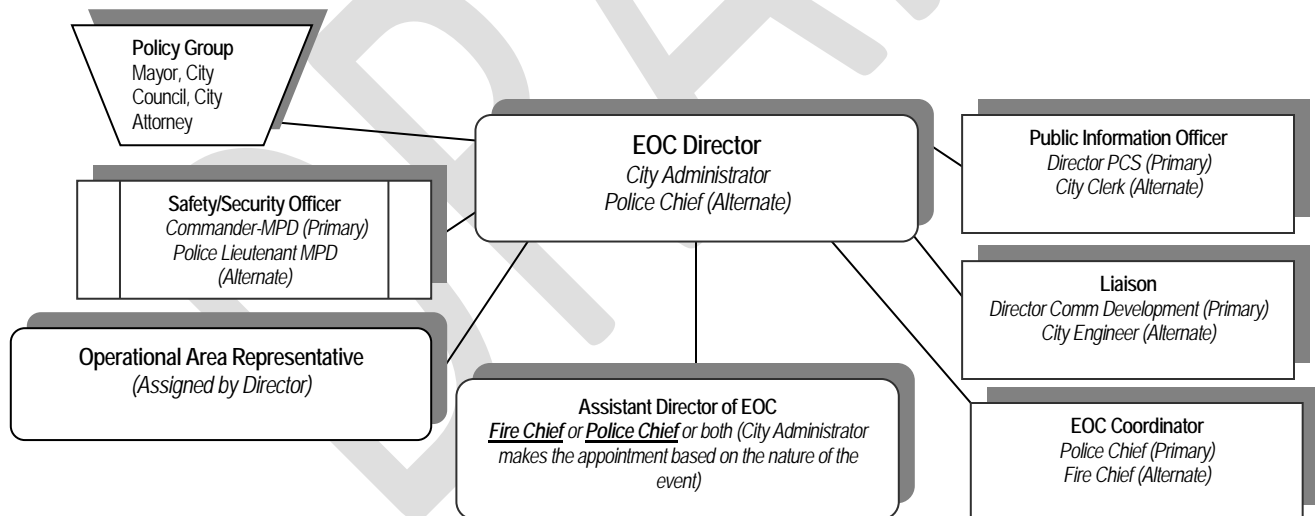 Policy Group
Mayor, City
Council, City
Attorney
EOC Director
City Administrator
Police Chief (Alternate)
Public Information Officer
Director PCS (Primary)
City Clerk (Alternate)
Safety/Security Officer
Commander-MPD (Primary)
Police Lieutenant MPD
(Alternate)
Liaison
Director Comm Development (Primary)
City Engineer (Alternate)
Operational Area Representative
(Assigned by Director)
Assistant Director of EOC
Fire Chief or Police Chief or both (City Administrator
makes the appointment based on the nature of the
event)
EOC Coordinator
Police Chief (Primary)
Fire Chief (Alternate)